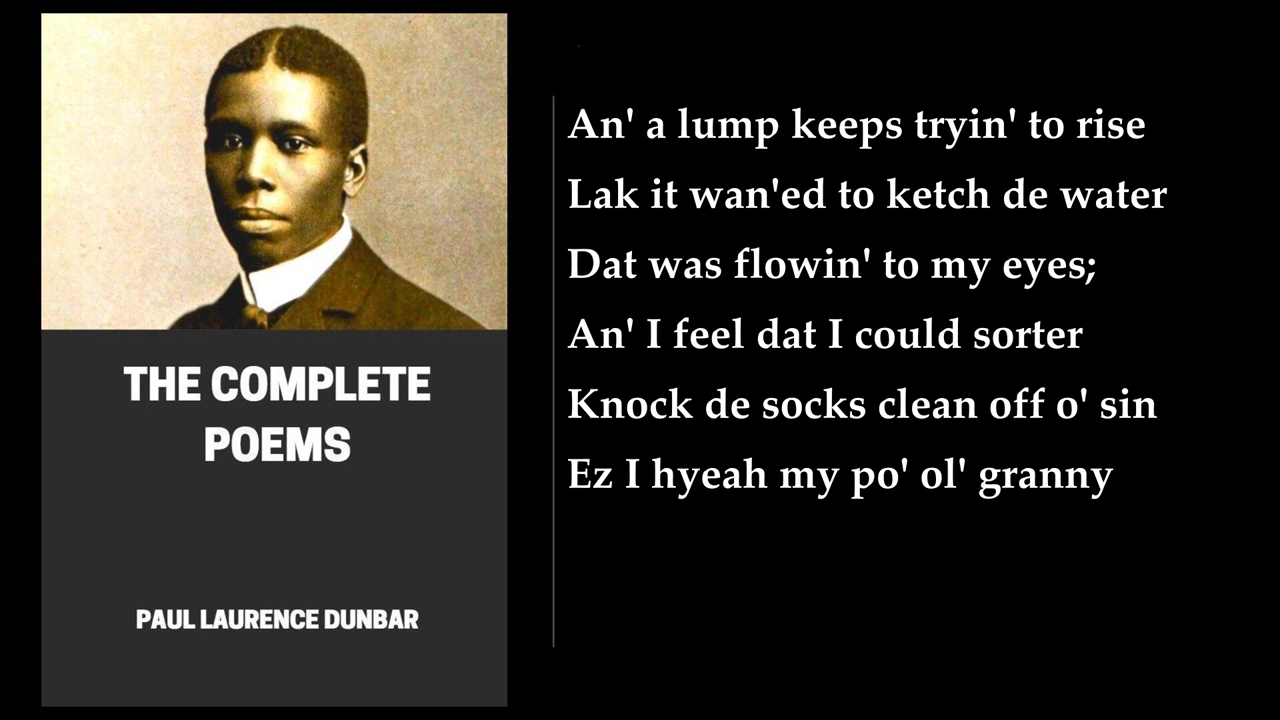 THE COMPLETE
POEMS
PAUL LAURENCE DUNBAR
An' a lump keeps tryin' to rise
Lak it wan'ed to ketch de water
Dat was flowin' to my eyes;
An' I feel dat I could sorter
Knock de socks clean off o' sin
Ez I hyeah my po' ol' granny